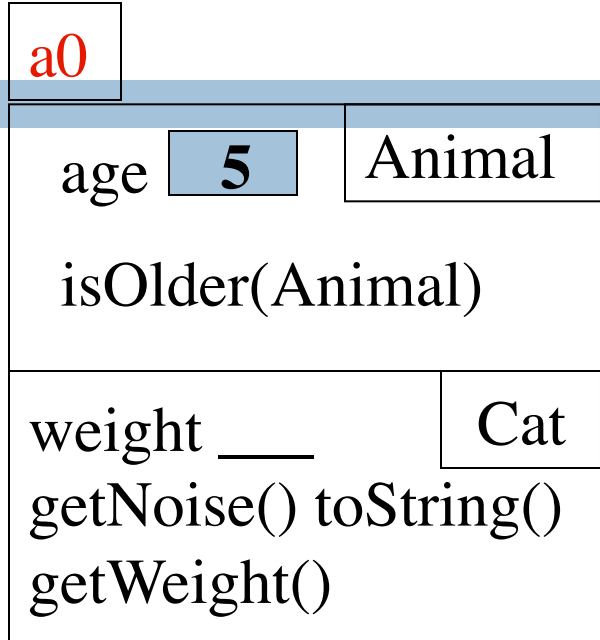 a0
age 5 Animal
isOlder(Animal)
weight ___ Cat
getNoise() toString()
getWeight()